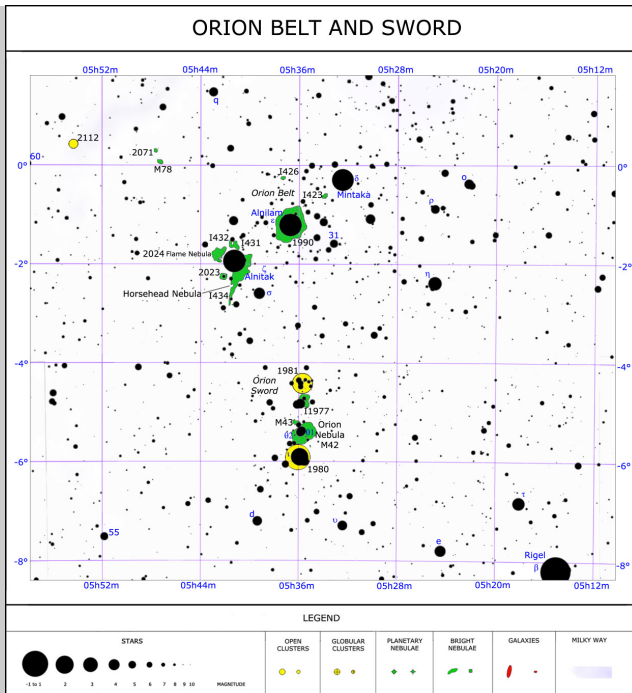 ORION BELT AND SWORD
05h52m 05h44m 05h36m 05h28m 05h20m 05h12m
q
2112
60
0° 0°
2071
M78
I426
δ
ο
Orion Belt
I423
Mintaka
ρ
Alnilam
ε
I432
I431
1990
31
2024 Flame Nebula
-2° -2°
ζ
2023
Alnitak
η
Horsehead Nebula
I434
σ
-4° -4°
1981
Orion
Sword
I1977
M43
Orion
Nebula
θ2 θ1
M42
-6° -6°
1980
τ
d
υ
55
e
Rigel
β
-8° -8°
05h52m 05h44m 05h36m 05h28m 05h20m 05h12m
LEGEND
STARS
OPEN
CLUSTERS
GLOBULAR
CLUSTERS
PLANETARY
NEBULAE
BRIGHT
NEBULAE
GALAXIES
MILKY WAY
-1 to 1 2 3 4 5 6 7 8 9 10 MAGNITUDE